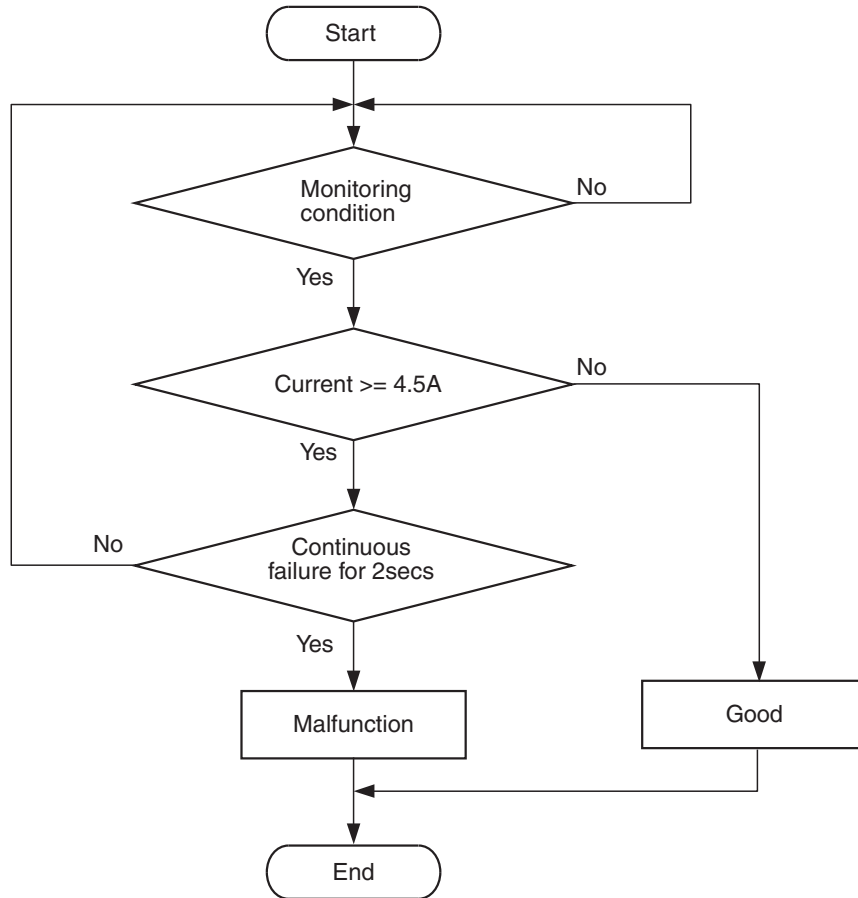 Start
Monitoring
condition
No
Yes
Current >= 4.5A
No
Yes
Continuous
failure for 2secs
No
Yes
Malfunction
Good
End